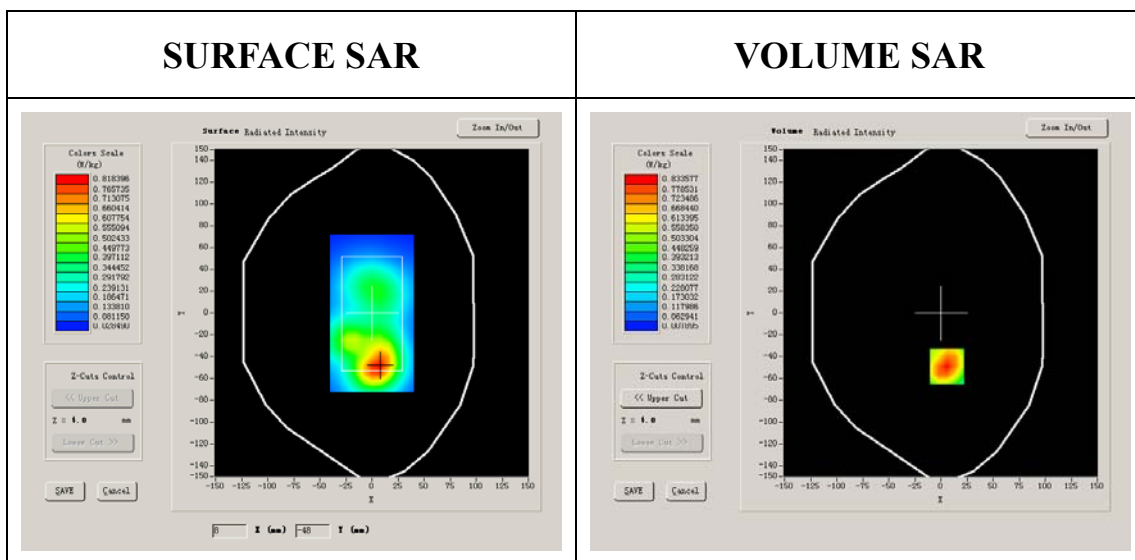 SURFACE SAR
VOLUME SAR
Surface Radiated Intensity
Zoom In/Out
Colors Scale
(W/kg)
0.818396
0.765735
0.713075
0.660414
0.607754
0.555094
0.502433
0.449773
0.397112
0.344452
0.291792
0.239131
0.186471
0.133810
0.081150
0.028490
150
120
80
60
40
20
0
-20
-40
-60
-80
-100
-120
-140
-150
Y
-150 -125 -100 -75 -50 -25 0 25 50 75 100 125 150
X
Z-Cuts Control
<< Upper Cut
Z = 4.0 mm
Lower Cut >>
SAVE
Cancel
8 X (mm) -48 Y (mm)
Volume Radiated Intensity
Zoom In/Out
Colors Scale
(W/kg)
0.833577
0.778531
0.723486
0.668440
0.613395
0.558350
0.503304
0.448259
0.393213
0.338168
0.283122
0.228077
0.173032
0.117986
0.062941
0.007895
150
120
80
60
40
20
0
-20
-40
-60
-80
-100
-120
-140
-150
Y
-150 -125 -100 -75 -50 -25 0 25 50 75 100 125 150
X
Z-Cuts Control
<< Upper Cut
Z = 4.0 mm
Lower Cut >>
SAVE
Cancel